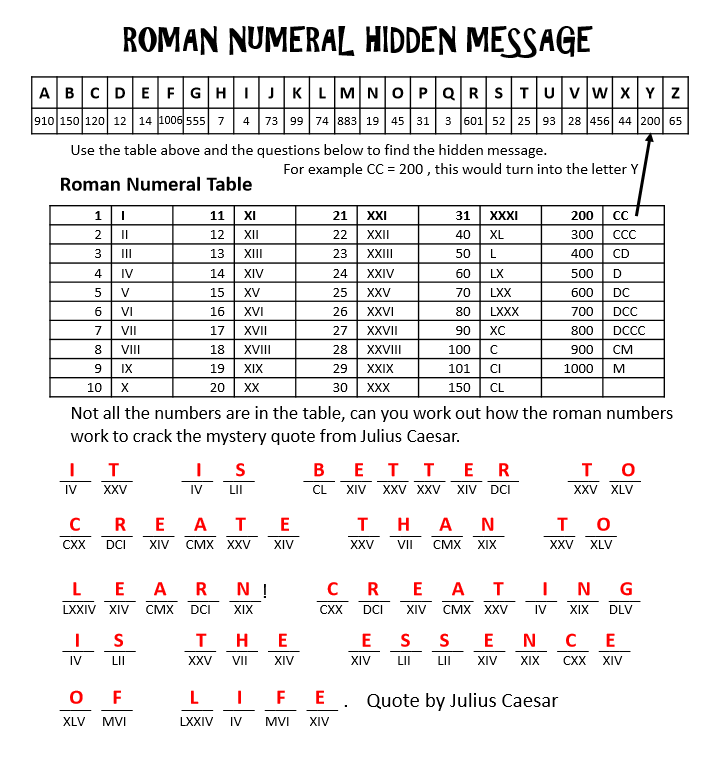 ROMAN NUMERAL HIDDEN MESSAGE
A B C D E F G H I J K L M N O P Q R S T U V W X Y Z
910 150 120 12 14 1006 555 7 4 73 99 74 883 19 45 31 3 601 52 25 93 28 456 44 200 65
Use the table above and the questions below to find the hidden message.
For example CC = 200 , this would turn into the letter Y
Roman Numeral Table
1 I 11 XI 21 XXI 31 XXXI 200 CC
2 II 12 XII 22 XXII 40 XL 300 CCC
3 III 13 XIII 23 XXIII 50 L 400 CD
4 IV 14 XIV 24 XXIV 60 LX 500 D
5 V 15 XV 25 XXV 70 LXX 600 DC
6 VI 16 XVI 26 XXVI 80 LXXX 700 DCC
7 VII 17 XVII 27 XXVII 90 XC 800 DCCC
8 VIII 18 XVIII 28 XXVIII 100 C 900 CM
9 IX 19 XIX 29 XXIX 101 CI 1000 M
10 X 20 XX 30 XXX 150 CL
Not all the numbers are in the table, can you work out how the roman numbers
work to crack the mystery quote from Julius Caesar.
I T I S B E T T E R T O
IV XXV IV LII CL XIV XXV XXV XIV DCI XXV XLV
C R E A T E T H A N T O
CXX DCI XIV CMX XXV XIV XXV VII CMX XIX XXV XLV
L E A R N ! C R E A T I N G
LXXIV XIV CMX DCI XIX CXX DCI XIV CMX XXV IV XIX DLV
I S T H E E S S E N C E
IV LII XXV VII XIV XIV LII LII XIV XIX CXX XIV
O F L I F E . Quote by Julius Caesar
XLV MVI LXXIV IV MVI XIV